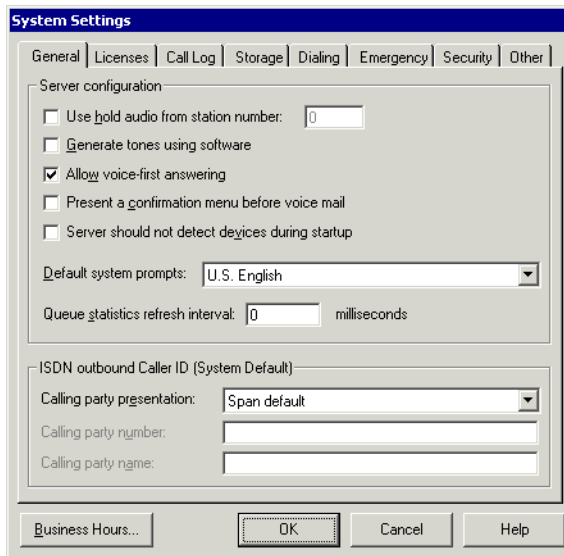 System Settings
General Licenses Call Log Storage Dialing Emergency Security Other
Server configuration
Use hold audio from station number: 0
Generate tones using software
Allow voice-first answering
Present a confirmation menu before voice mail
Server should not detect devices during startup
Default system prompts: U.S. English
Queue statistics refresh interval: 0 milliseconds
ISDN outbound Caller ID (System Default)
Calling party presentation: Span default
Calling party number:
Calling party name:
Business Hours... OK Cancel Help